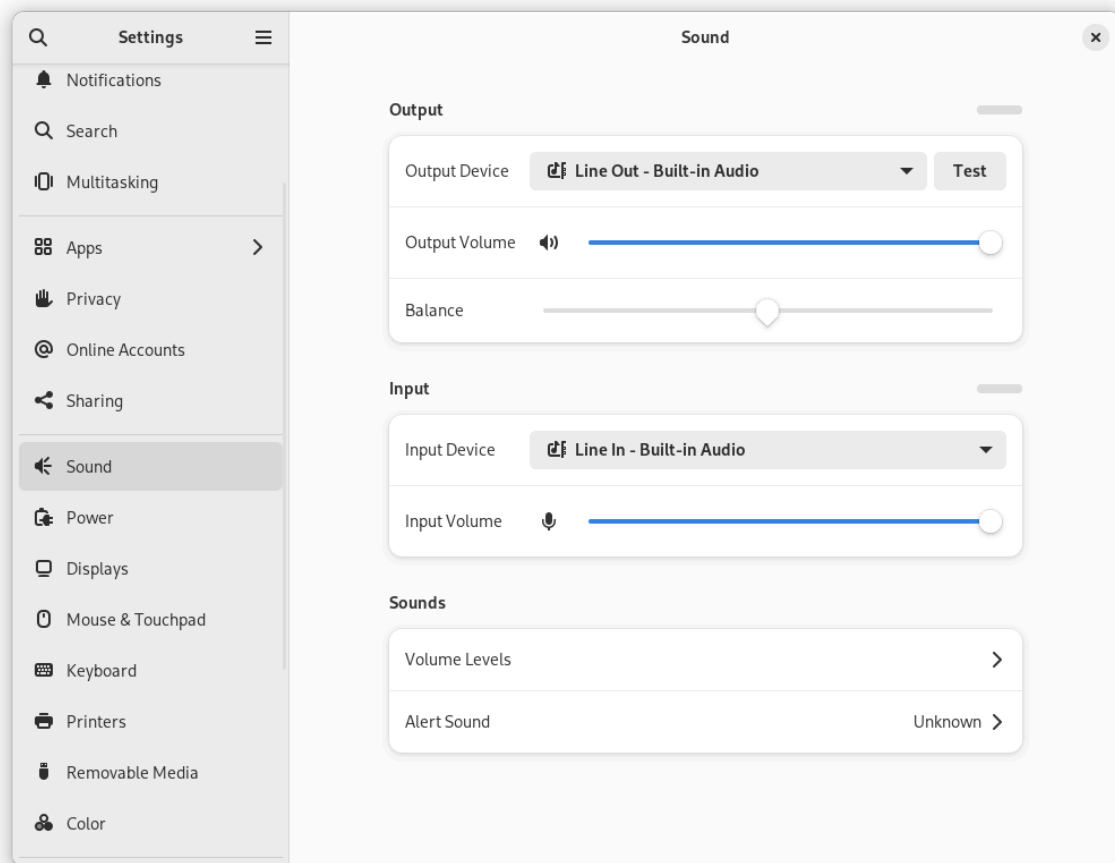 Settings
Notifications
Search
Multitasking
Apps
Privacy
Online Accounts
Sharing
Sound
Power
Displays
Mouse & Touchpad
Keyboard
Printers
Removable Media
Color
Sound
Output
Output Device
Line Out - Built-in Audio
Test
Output Volume
Balance
Input
Input Device
Line In - Built-in Audio
Input Volume
Sounds
Volume Levels
Alert Sound
Unknown